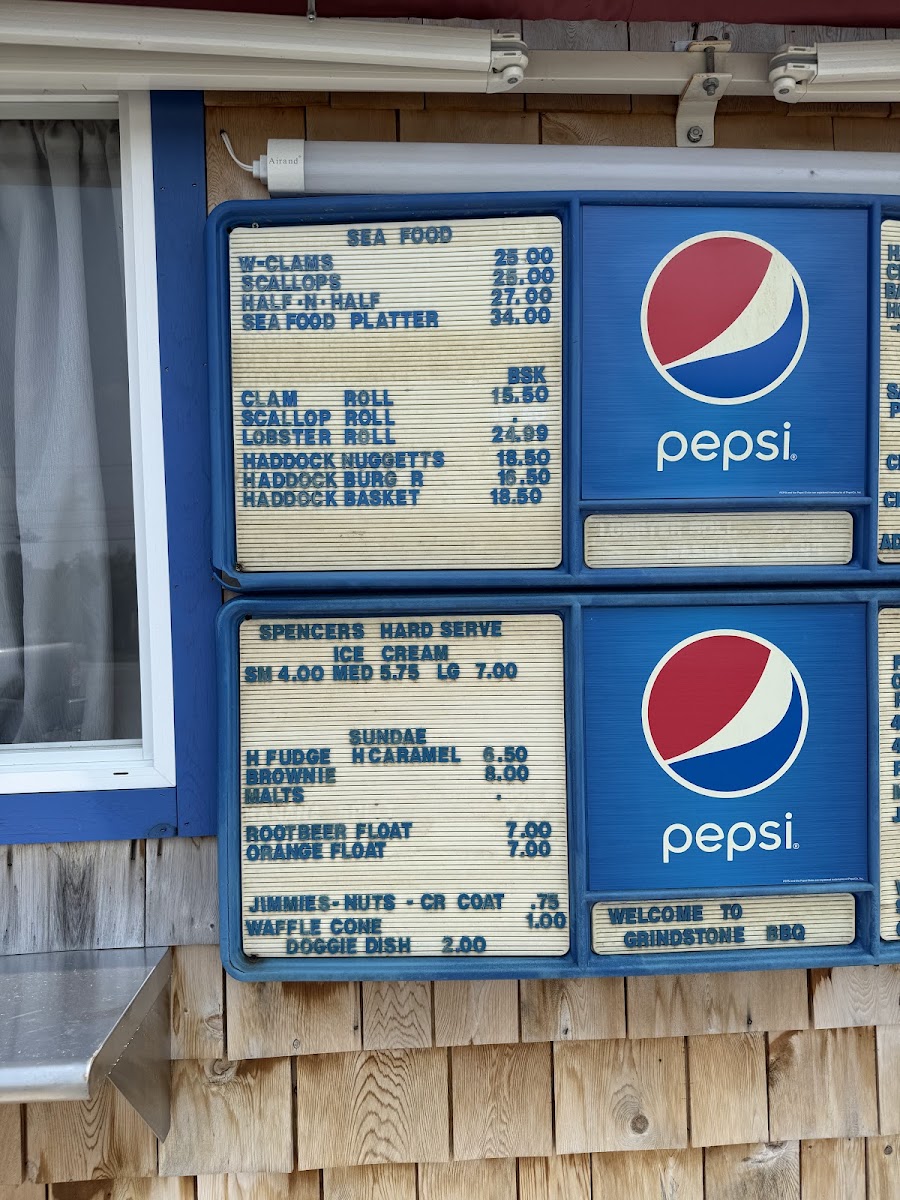 Airand
SEA FOOD
W-CLAMS 25.00
SCALLOPS 25.00
HALF-N-HALF 27.00
SEAFOOD PLATTER 34.00
BSK
CLAM ROLL 15.50
SCALLOP ROLL .
LOBSTER ROLL 24.99
HADDOCK NUGGETTS 18.50
HADDOCK BURG R 16.50
HADDOCK BASKET 18.50
pepsi
SPENCERS HARD SERVE
ICE CREAM
SM 4.00 MED 5.75 LG 7.00
SUNDAE
H FUDGE H CARAMEL 6.50
BROWNIE 8.00
MALTS .
ROOTBEER FLOAT 7.00
ORANGE FLOAT 7.00
JIMMIES-NUTS-CR COAT .75
WAFFLE CONE 1.00
DOGGIE DISH 2.00
pepsi
WELCOME TO
GRINDSTONE BBQ